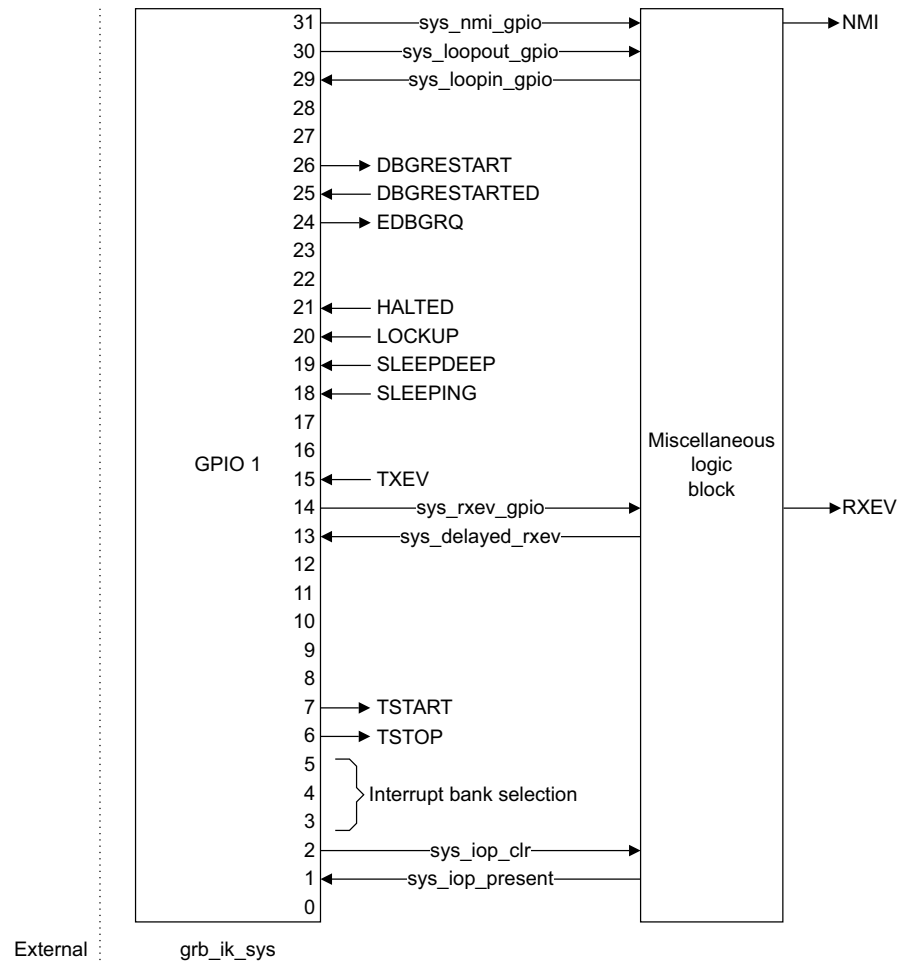 31 sys_nmi_gpio NMI
30 sys_loopout_gpio
29 sys_loopin_gpio
28
27
26 DBGRESTART
25 DBGRESTARTED
24 EDBGRQ
23
22
21 HALTED
20 LOCKUP
19 SLEEPDEEP
18 SLEEPING
17
16
GPIO 1
Miscellaneous
logic
block
15 TXEV
14 sys_rxev_gpio RXEV
13 sys_delayed_rxev
12
11
10
9
8
7 TSTART
6 TSTOP
5
4 Interrupt bank selection
3
2 sys_iop_clr
1 sys_iop_present
0
External grb_ik_sys